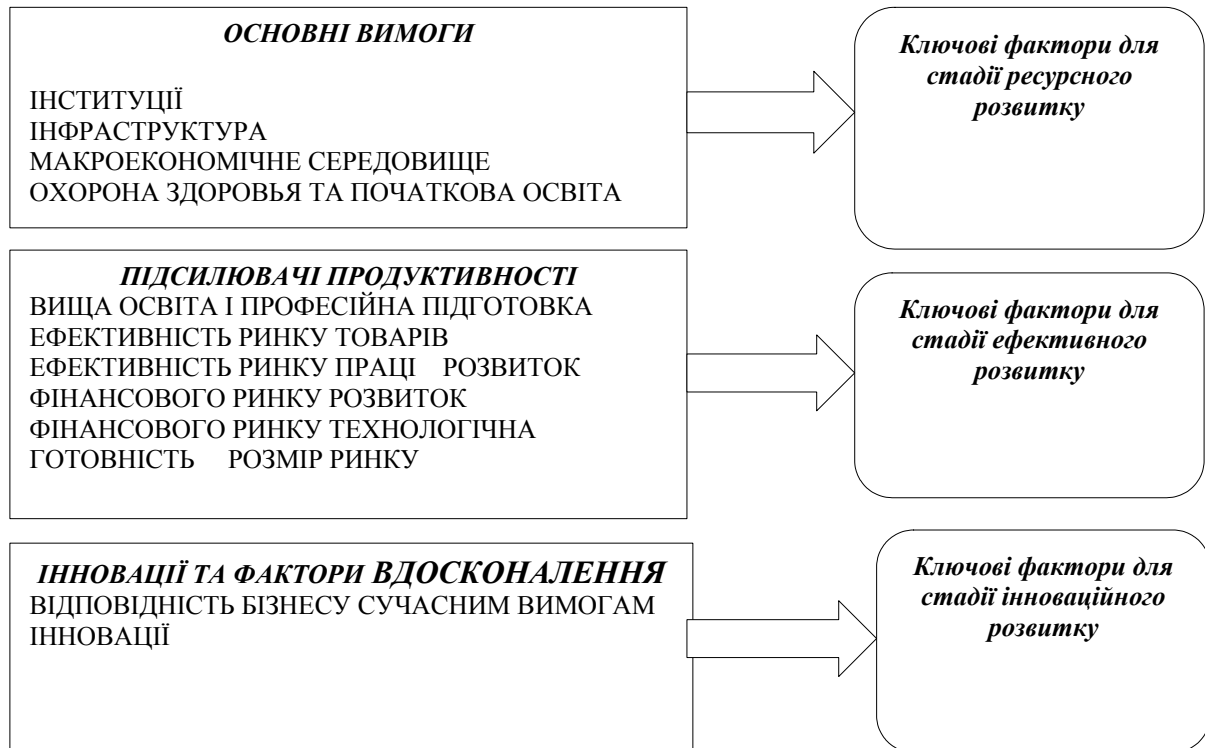 ОСНОВНІ ВИМОГИ
ІНСТИТУЦІЇ
ІНФРАСТРУКТУРА
МАКРОЕКОНОМІЧНЕ СЕРЕДОВИЩЕ
ОХОРОНА ЗДОРОВЬЯ ТА ПОЧАТКОВА ОСВІТА
Ключові фактори для
стадії ресурсного
розвитку
ПІДСИЛЮВАЧІ ПРОДУКТИВНОСТІ
ВИЩА ОСВІТА І ПРОФЕСІЙНА ПІДГОТОВКА
ЕФЕКТИВНІСТЬ РИНКУ ТОВАРІВ
ЕФЕКТИВНІСТЬ РИНКУ ПРАЦІ РОЗВИТОК
ФІНАНСОВОГО РИНКУ РОЗВИТОК
ФІНАНСОВОГО РИНКУ ТЕХНОЛОГІЧНА
ГОТОВНІСТЬ РОЗМІР РИНКУ
Ключові фактори для
стадії ефективного
розвитку
ІННОВАЦІЇ ТА ФАКТОРИ ВДОСКОНАЛЕННЯ
ВІДПОВІДНІСТЬ БІЗНЕСУ СУЧАСНИМ ВИМОГАМ
ІННОВАЦІЇ
Ключові фактори для
стадії інноваційного
розвитку